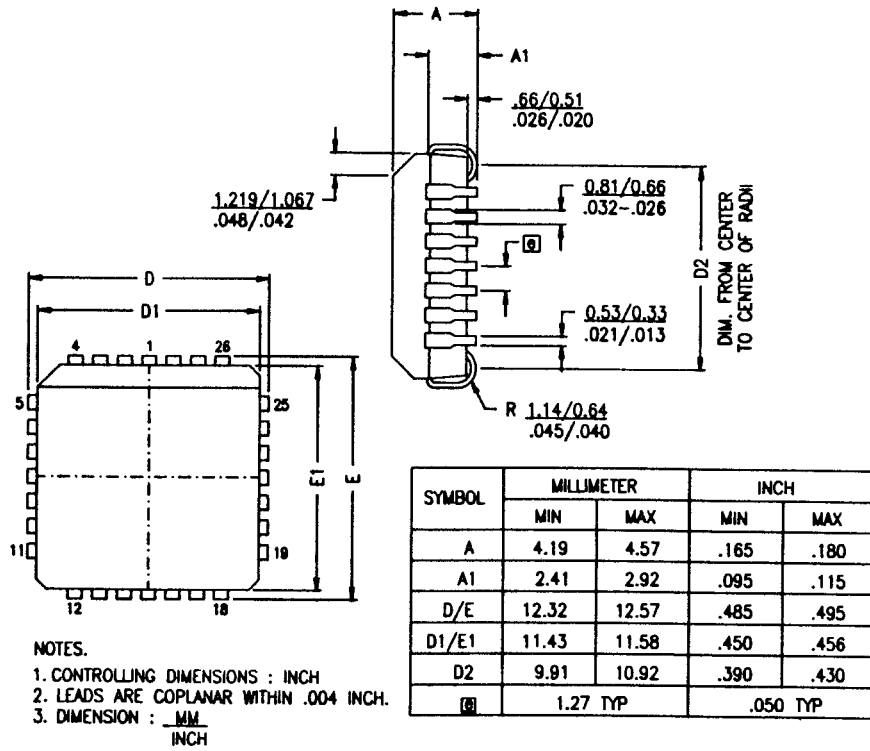 A
A1
.66/0.51
.026/.020
1.219/1.067
.048/.042
0.81/0.66
.032-.026
e
D2
DIM. FROM CENTER
TO CENTER OF RADII
0.53/0.33
.021/.013
R 1.14/0.64
.045/.040
D
D1
4 1 26
5 25
E1
E
11 19
12 18
NOTES.
1. CONTROLLING DIMENSIONS : INCH
2. LEADS ARE COPLANAR WITHIN .004 INCH.
3. DIMENSION : MM
INCH
SYMBOL MILLIMETER INCH
MIN MAX MIN MAX
A 4.19 4.57 .165 .180
A1 2.41 2.92 .095 .115
D/E 12.32 12.57 .485 .495
D1/E1 11.43 11.58 .450 .456
D2 9.91 10.92 .390 .430
e 1.27 TYP .050 TYP